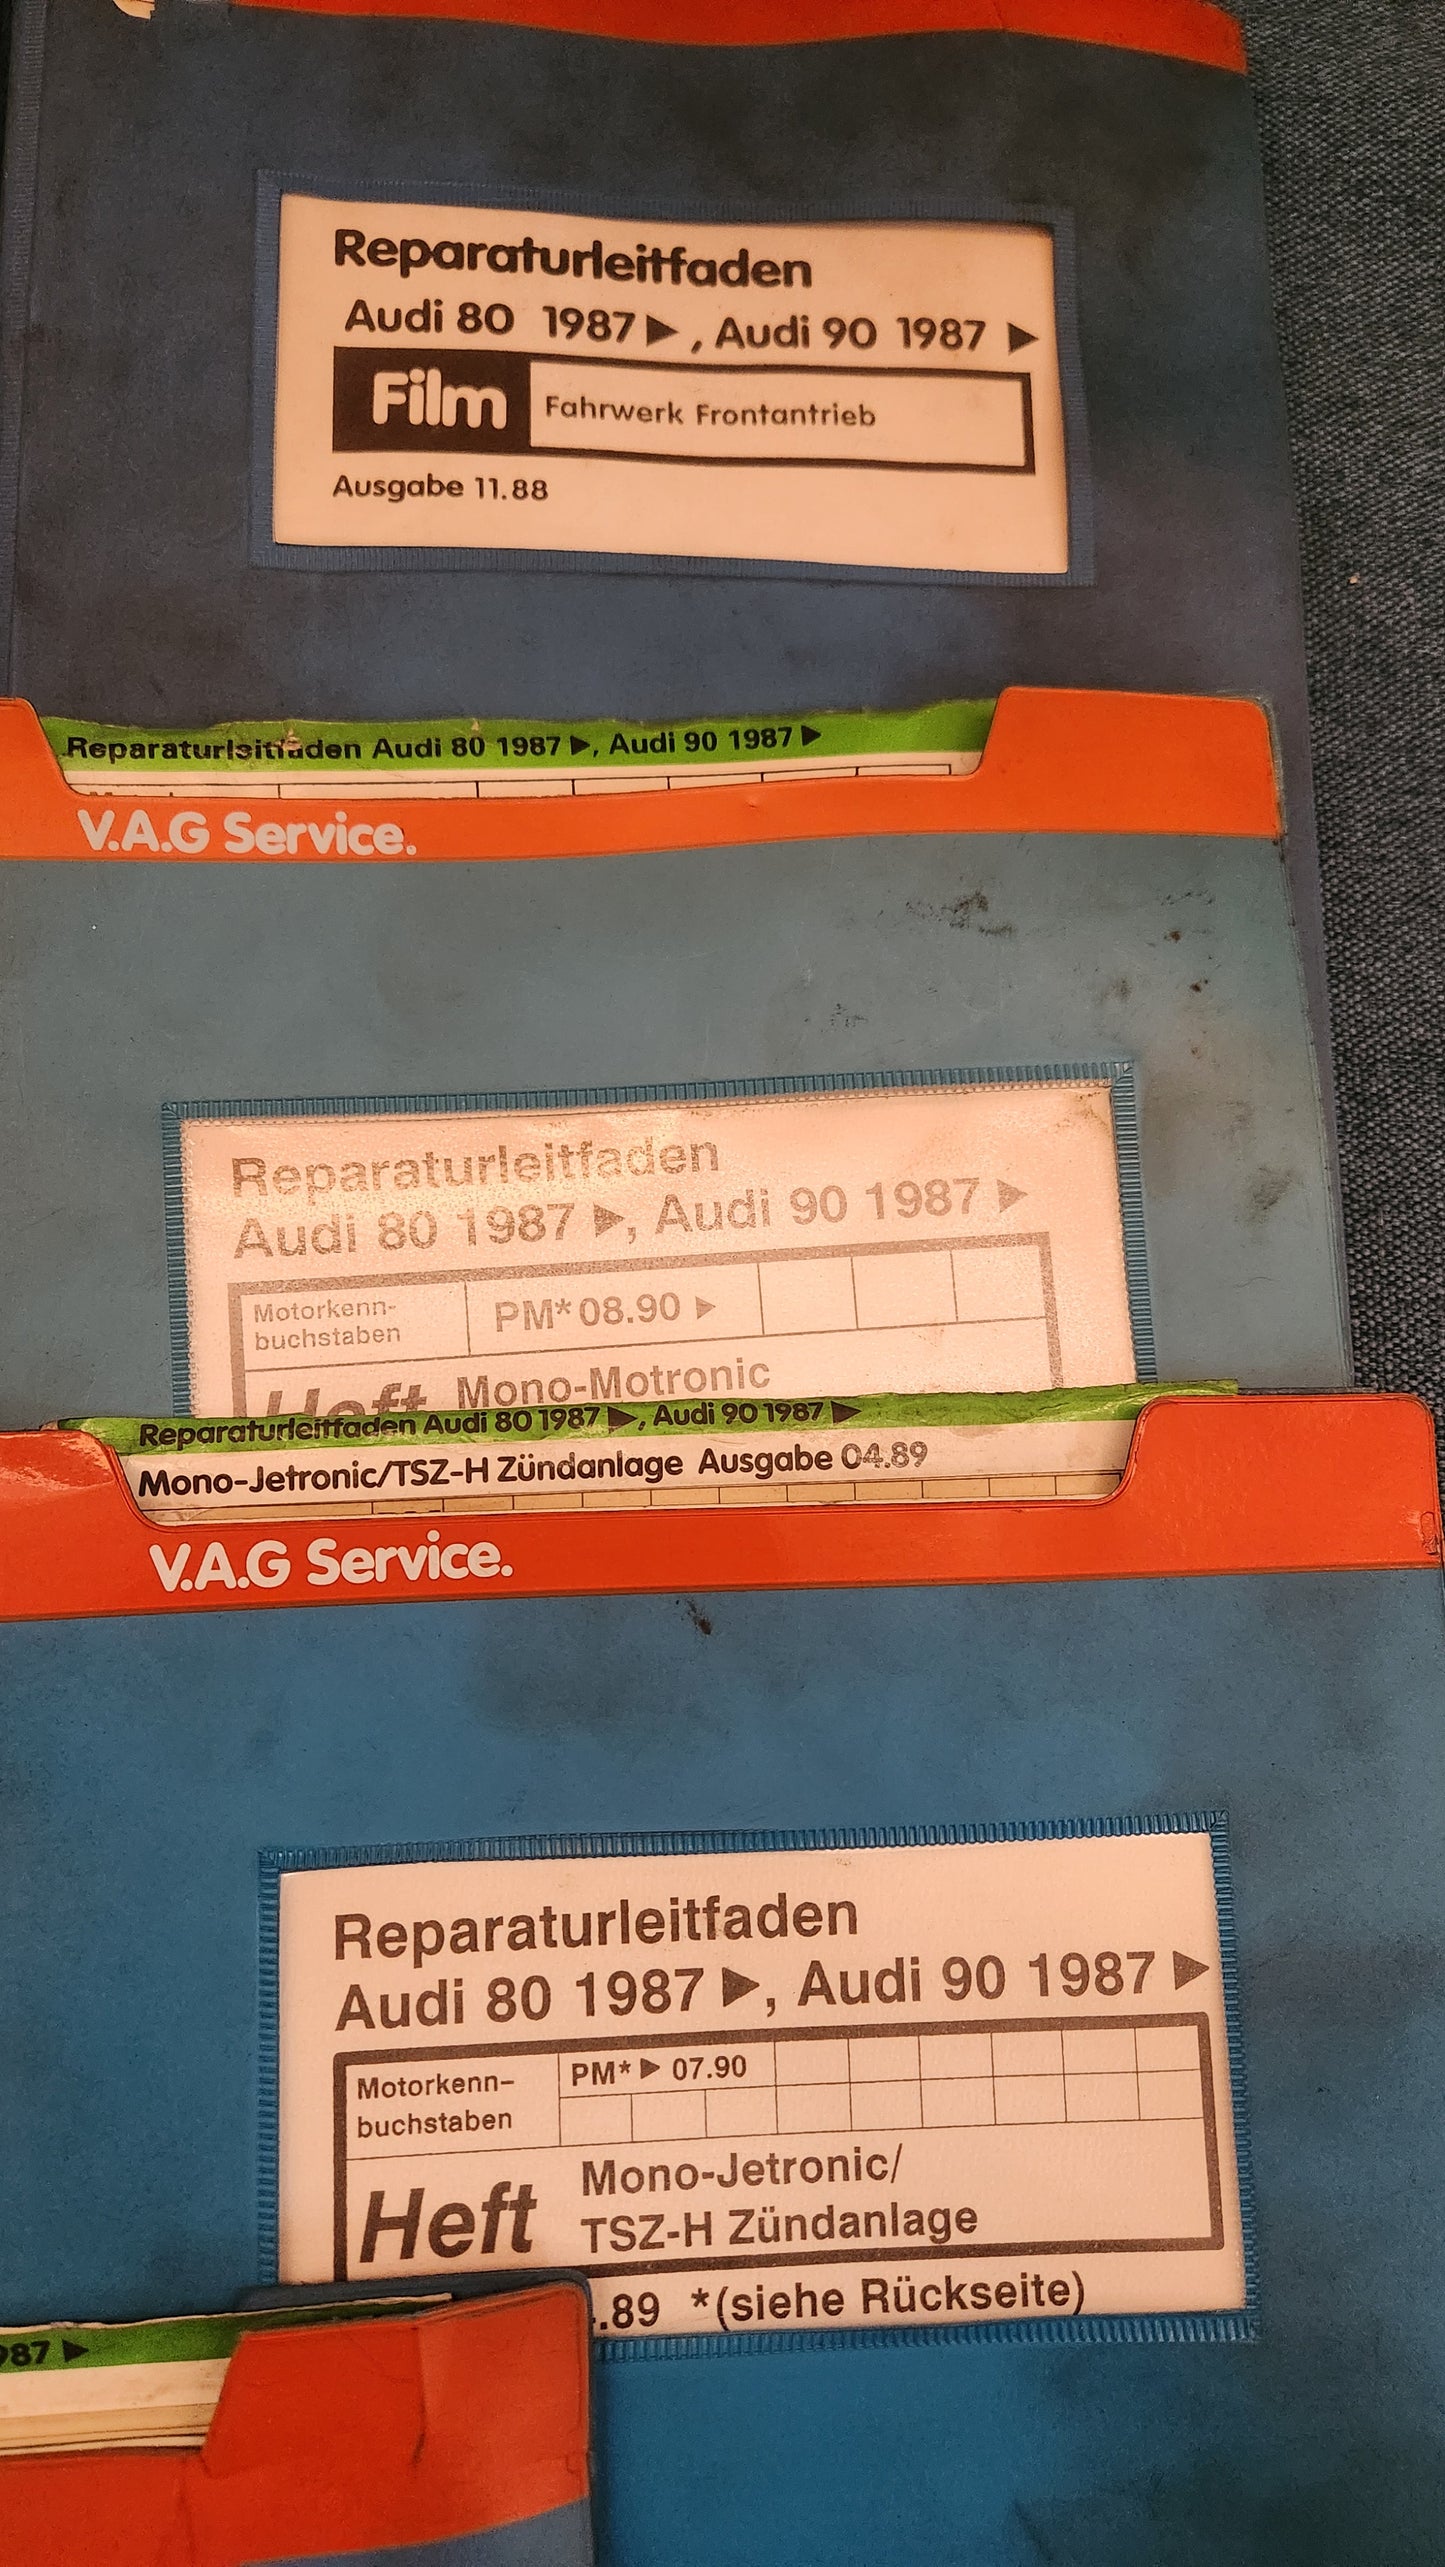 Reparaturleitfaden
Audi 80 1987 ▶, Audi 90 1987 ▶
Film Fahrwerk Frontantrieb
Ausgabe 11.88
Reparaturleitfaden Audi 80 1987 ▶, Audi 90 1987 ▶
V.A.G Service.
Reparaturleitfaden
Audi 80 1987 ▶, Audi 90 1987 ▶
Motorkenn-
buchstaben
PM* 08.90 ▶
Heft Mono-Motronic
Reparaturleitfaden Audi 80 1987 ▶, Audi 90 1987 ▶
Mono-Jetronic/TSZ-H Zündanlage Ausgabe 04.89
V.A.G Service.
Reparaturleitfaden
Audi 80 1987 ▶, Audi 90 1987 ▶
Motorkenn-
buchstaben
PM* ▶ 07.90
Heft
Mono-Jetronic/
TSZ-H Zündanlage
.89 *(siehe Rückseite)
987 ▶